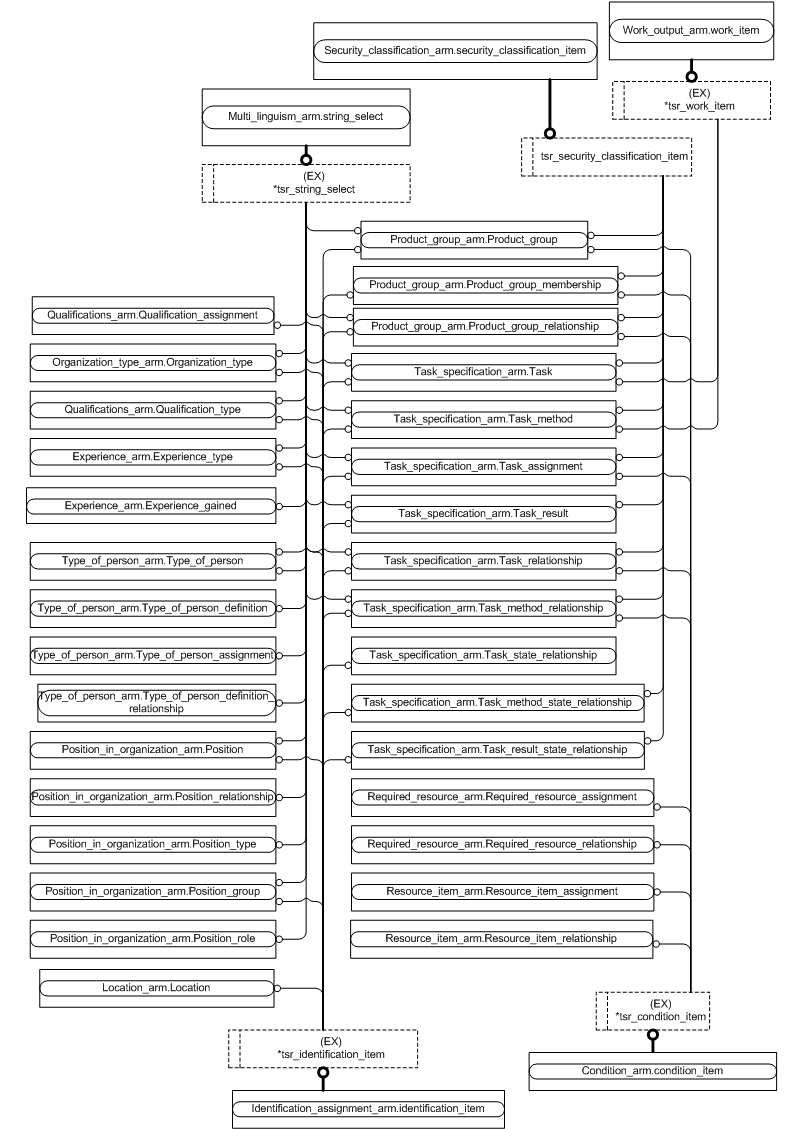 Work_output_arm.work_item
Security_classification_arm.security_classification_item
(EX)
*tsr_work_item
Multi_linguism_arm.string_select
tsr_security_classification_item
(EX)
*tsr_string_select
Product_group_arm.Product_group
Product_group_arm.Product_group_membership
Qualifications_arm.Qualification_assignment
Product_group_arm.Product_group_relationship
Organization_type_arm.Organization_type
Task_specification_arm.Task
Qualifications_arm.Qualification_type
Task_specification_arm.Task_method
Experience_arm.Experience_type
Task_specification_arm.Task_assignment
Experience_arm.Experience_gained
Task_specification_arm.Task_result
Type_of_person_arm.Type_of_person
Task_specification_arm.Task_relationship
Type_of_person_arm.Type_of_person_definition
Task_specification_arm.Task_method_relationship
Type_of_person_arm.Type_of_person_assignment
Task_specification_arm.Task_state_relationship
Type_of_person_arm.Type_of_person_definition_
relationship
Task_specification_arm.Task_method_state_relationship
Position_in_organization_arm.Position
Task_specification_arm.Task_result_state_relationship
Position_in_organization_arm.Position_relationship
Required_resource_arm.Required_resource_assignment
Position_in_organization_arm.Position_type
Required_resource_arm.Required_resource_relationship
Position_in_organization_arm.Position_group
Resource_item_arm.Resource_item_assignment
Position_in_organization_arm.Position_role
Resource_item_arm.Resource_item_relationship
Location_arm.Location
(EX)
*tsr_condition_item
(EX)
*tsr_identification_item
Condition_arm.condition_item
Identification_assignment_arm.identification_item